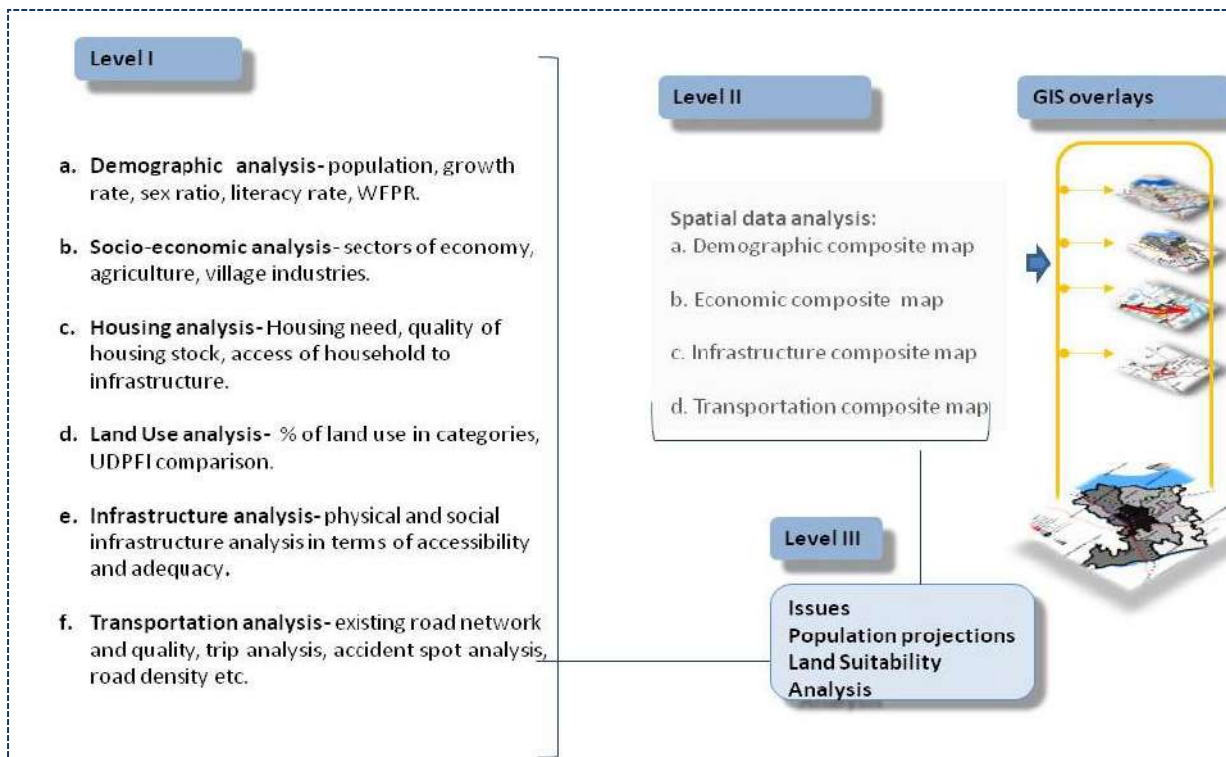 Level I
a. Demographic analysis- population, growth
rate, sex ratio, literacy rate, WFPR.
b. Socio-economic analysis- sectors of economy,
agriculture, village industries.
c. Housing analysis- Housing need, quality of
housing stock, access of household to
infrastructure.
d. Land Use analysis- % of land use in categories,
UDPFI comparison.
e. Infrastructure analysis- physical and social
infrastructure analysis in terms of accessibility
and adequacy.
f. Transportation analysis- existing road network
and quality, trip analysis, accident spot analysis,
road density etc.
Level II
Spatial data analysis:
a. Demographic composite map
b. Economic composite map
c. Infrastructure composite map
d. Transportation composite map
GIS overlays
Level III
Issues
Population projections
Land Suitability
Analysis